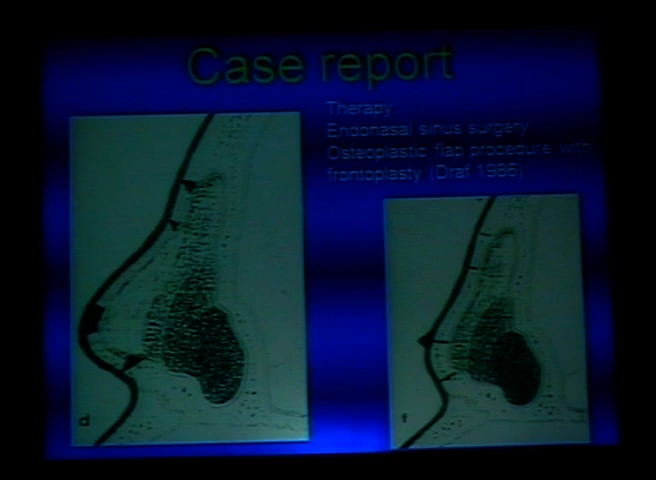 Case report
Therapy:
Endonasal sinus surgery
Osteoplastic flap procedure with
frontoplasty (Draf 1986)
d
f